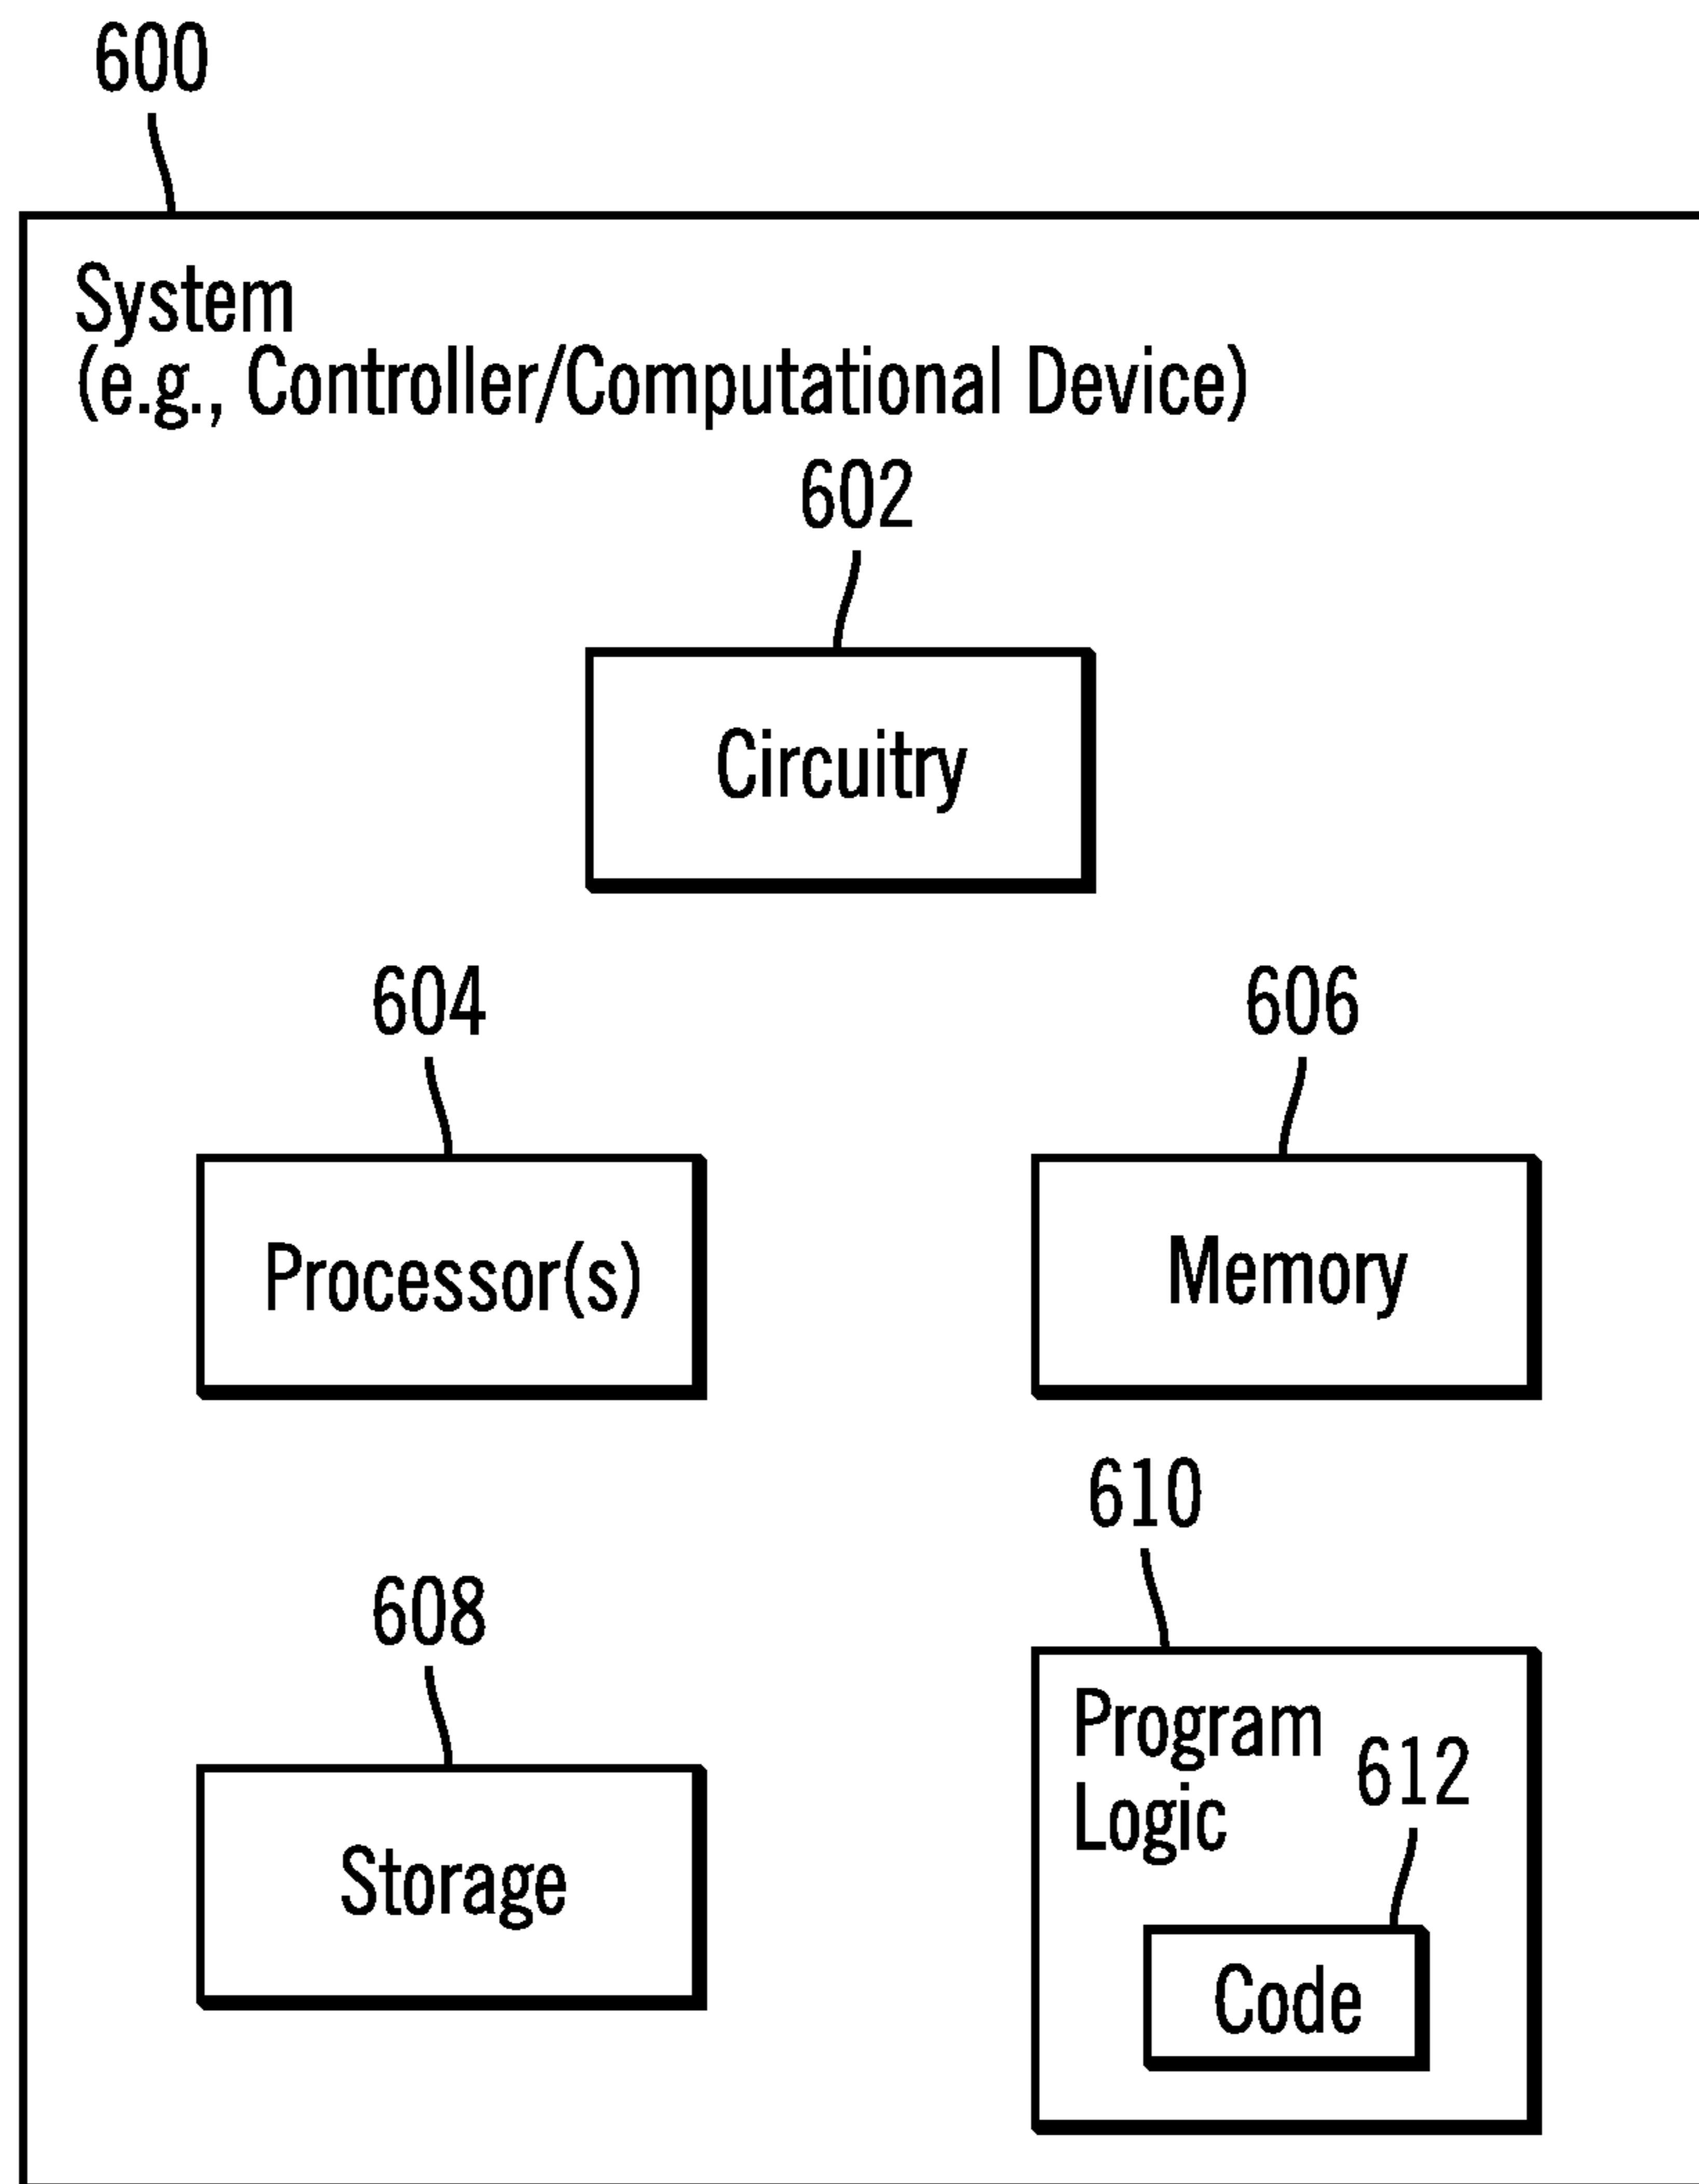 600
System
(e.g., Controller/Computational Device)
602
Circuitry
604
606
Processor(s)
Memory
610
608
Program
Logic
612
Storage
Code